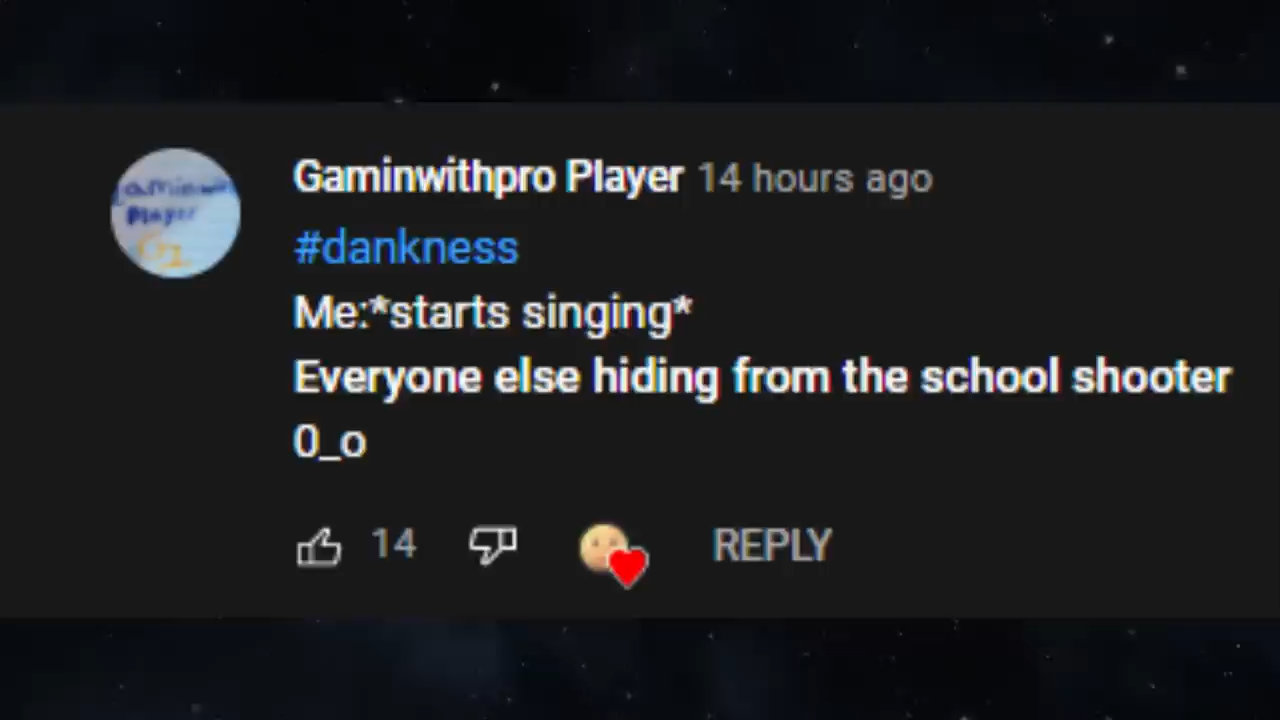 Gaminwithpro Player 14 hours ago
#dankness
Me:*starts singing*
Everyone else hiding from the school shooter
0_o
14 REPLY